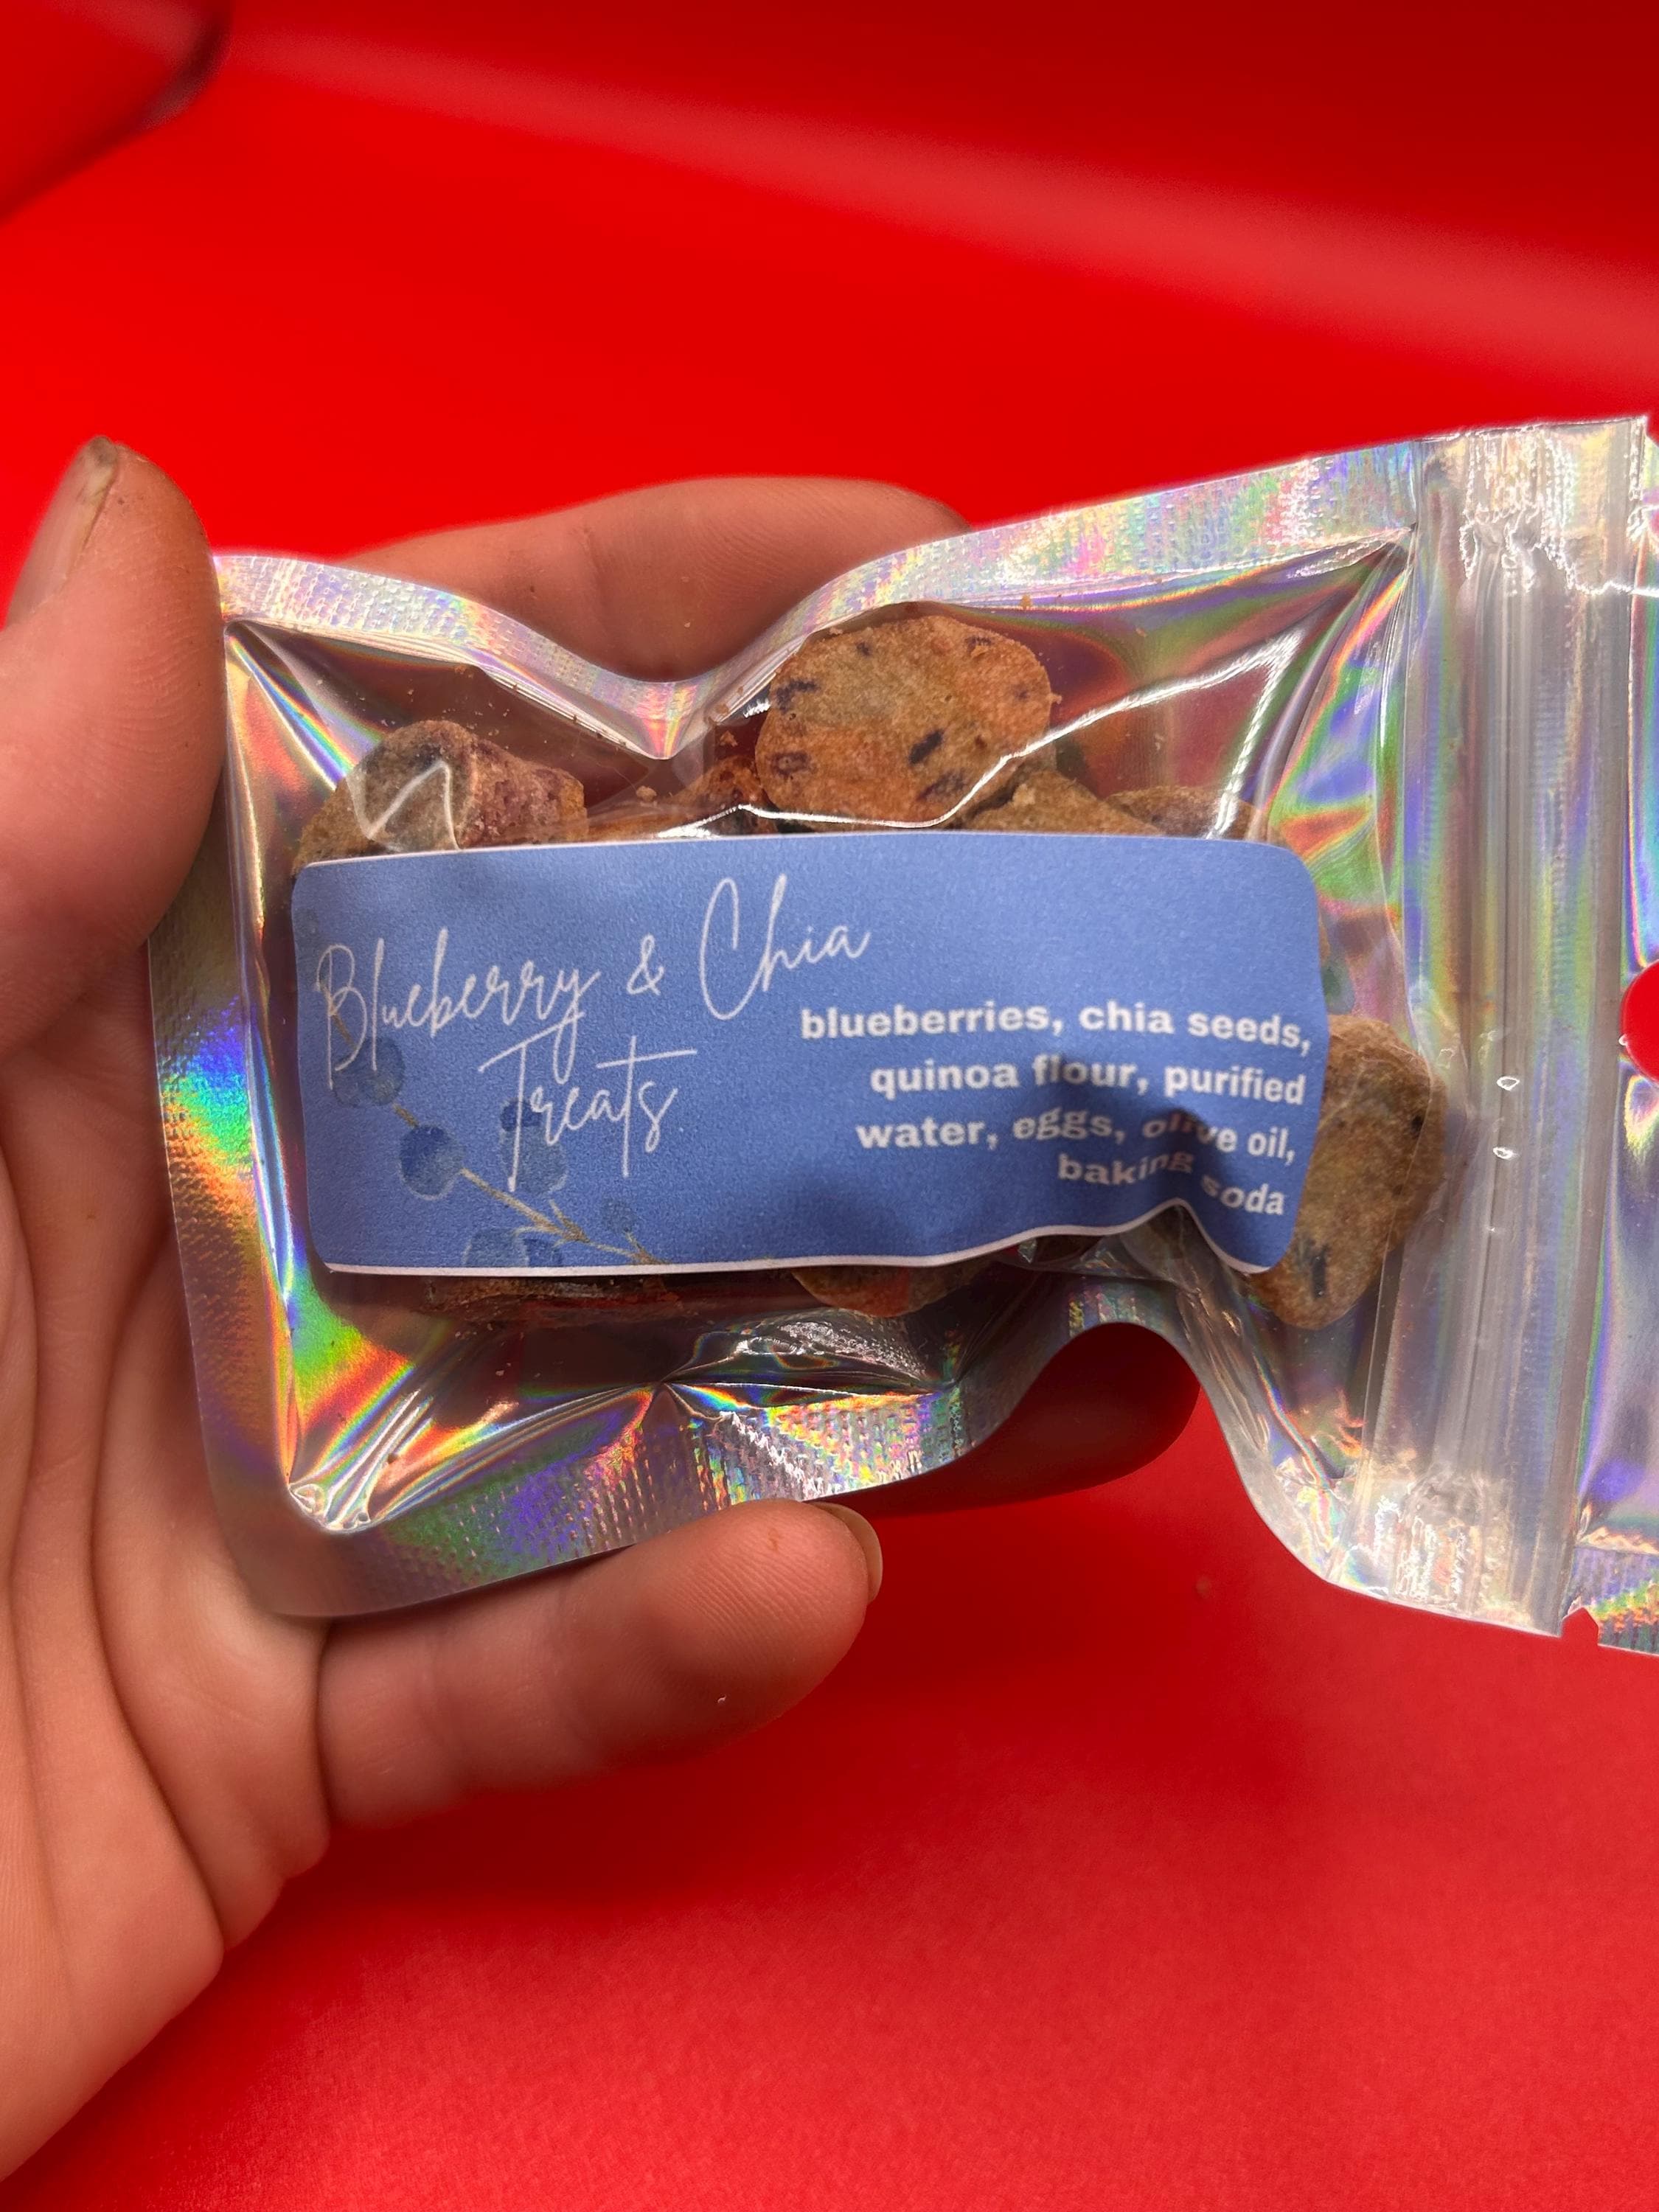 Blueberry & Chia
Treats
blueberries, chia seeds,
quinoa flour, purified
water, eggs, olive oil,
baking soda